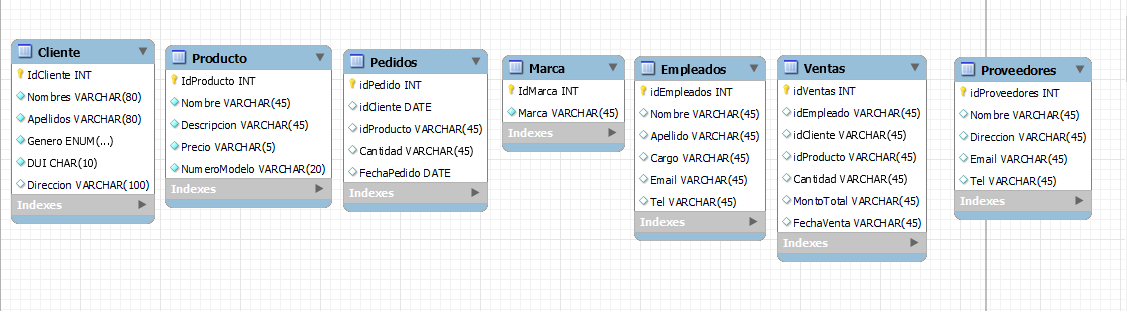 Cliente
IdCliente INT
Nombres VARCHAR(80)
Apellidos VARCHAR(80)
Genero ENUM(...)
DUI CHAR(10)
Direccion VARCHAR(100)
Indexes
Producto
IdProducto INT
Nombre VARCHAR(45)
Descripcion VARCHAR(45)
Precio VARCHAR(5)
NumeroModelo VARCHAR(20)
Indexes
Pedidos
idPedido INT
idCliente DATE
idProducto VARCHAR(45)
Cantidad VARCHAR(45)
FechaPedido DATE
Indexes
Marca
IdMarca INT
Marca VARCHAR(45)
Indexes
Empleados
idEmpleados INT
Nombre VARCHAR(45)
Apellido VARCHAR(45)
Cargo VARCHAR(45)
Email VARCHAR(45)
Tel VARCHAR(45)
Indexes
Ventas
idVentas INT
idEmpleado VARCHAR(45)
idCliente VARCHAR(45)
idProducto VARCHAR(45)
Cantidad VARCHAR(45)
MontoTotal VARCHAR(45)
FechaVenta VARCHAR(45)
Indexes
Proveedores
idProveedores INT
Nombre VARCHAR(45)
Direccion VARCHAR(45)
Email VARCHAR(45)
Tel VARCHAR(45)
Indexes